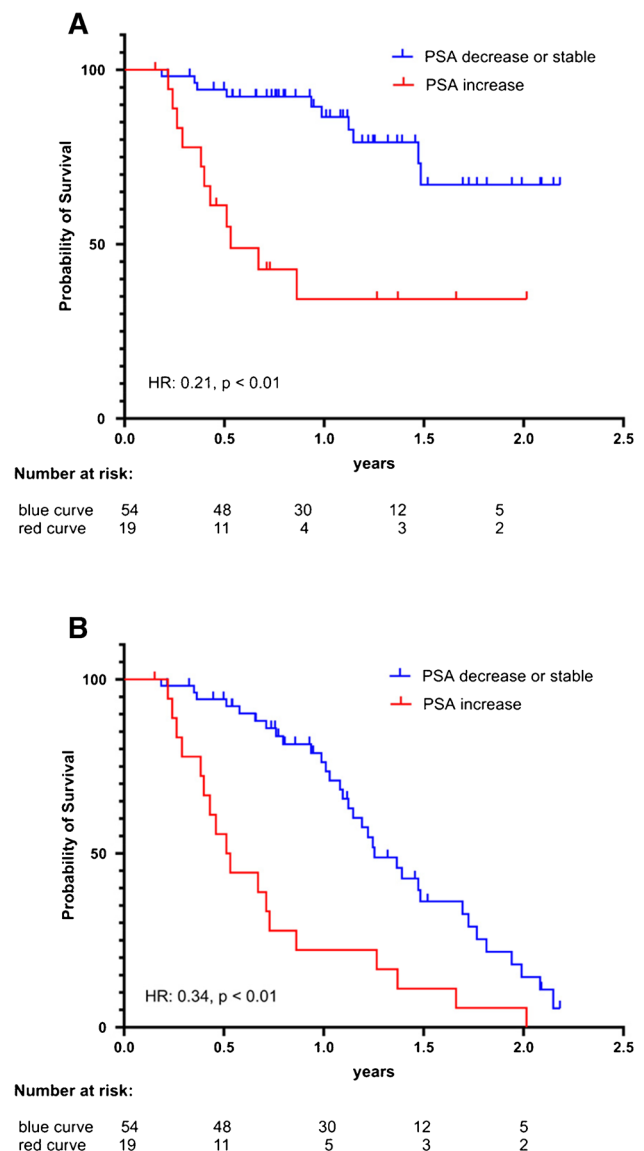 A
PSA decrease or stable
PSA increase
100
50
0
Probability of Survival
HR: 0.21, p < 0.01
0.0 0.5 1.0 1.5 2.0 2.5
years
Number at risk:
blue curve 54 48 30 12 5
red curve 19 11 4 3 2
B
PSA decrease or stable
PSA increase
100
50
0
Probability of Survival
HR: 0.34, p < 0.01
0.0 0.5 1.0 1.5 2.0 2.5
years
Number at risk:
blue curve 54 48 30 12 5
red curve 19 11 5 3 2